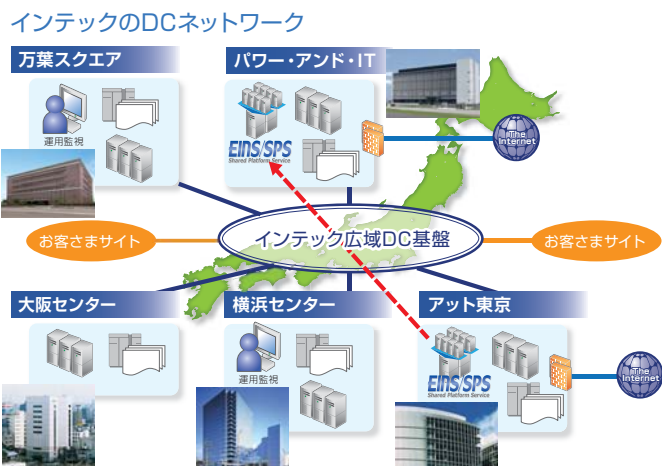 インテックのDCネットワーク
万葉スクエア
パワー・アンド・IT
運用監視
EINS/SPS
Shared Platform Service
The
Internet
お客さまサイト
インテック広域DC基盤
お客さまサイト
大阪センター
横浜センター
アット東京
運用監視
EINS/SPS
Shared Platform Service
The
Internet